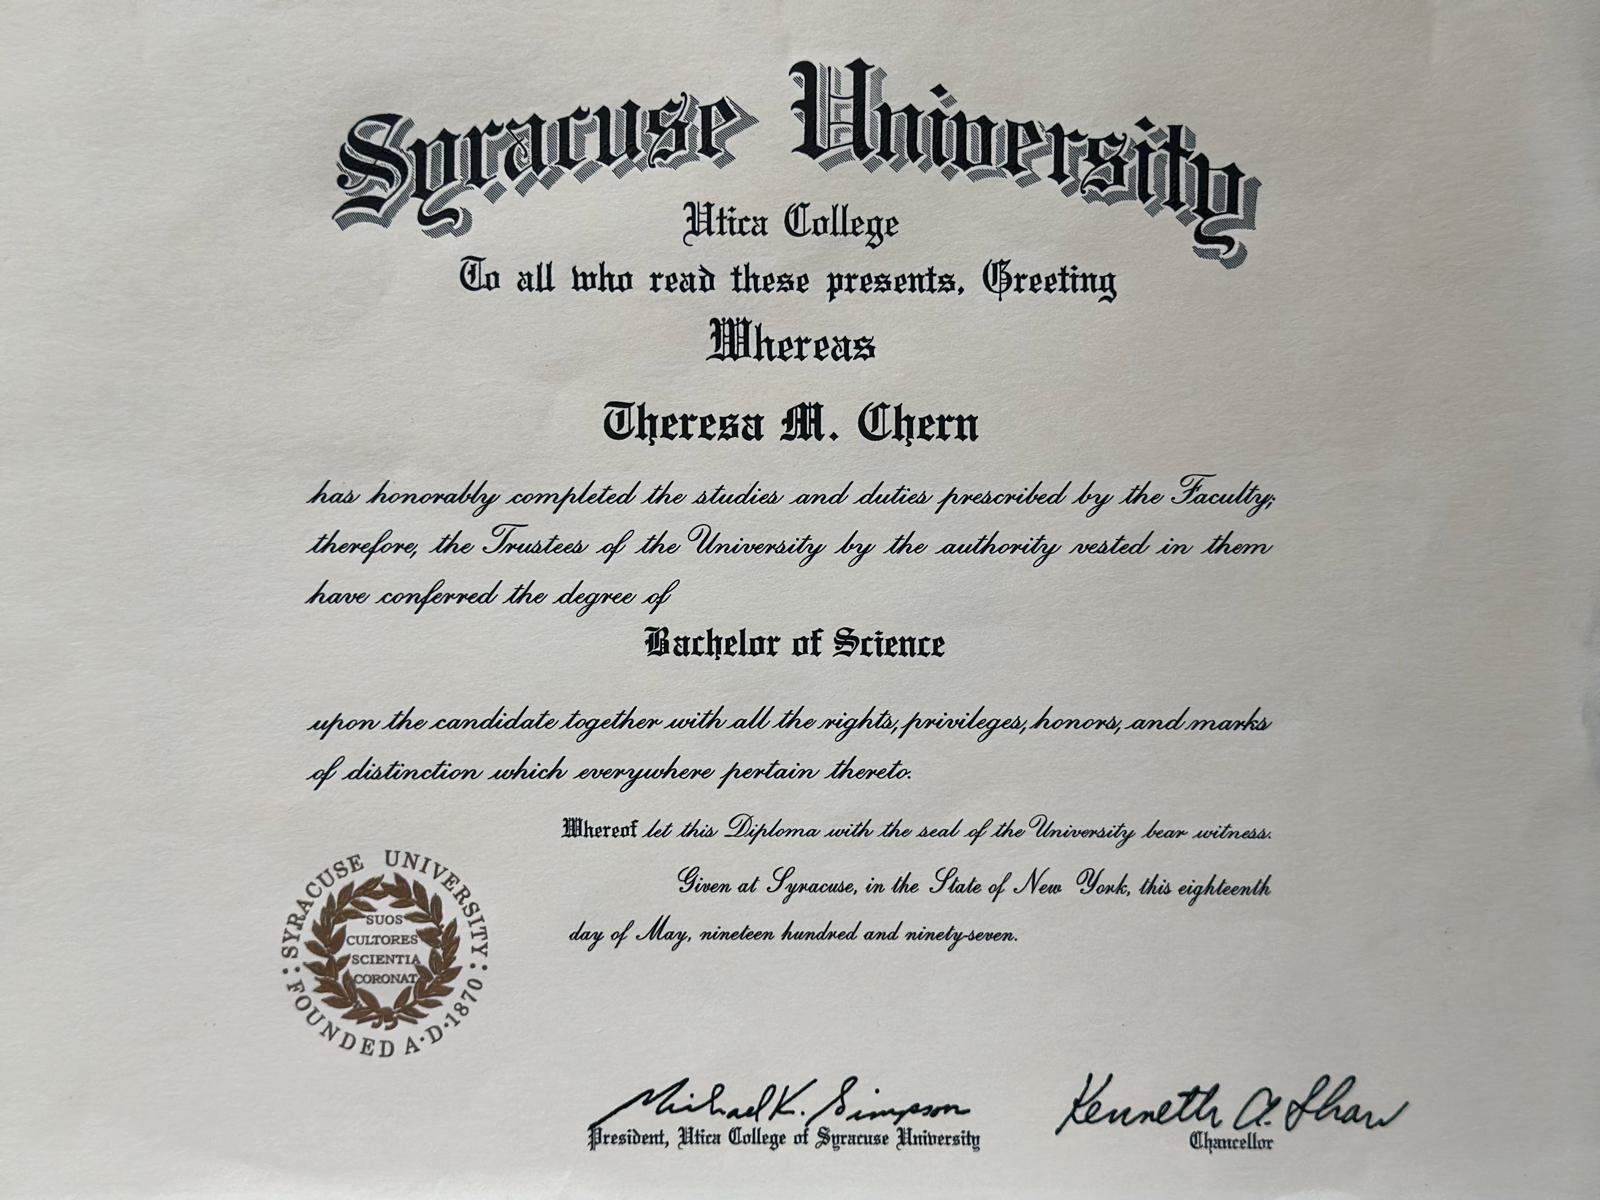 Syracuse University
Utica College
To all who read these presents, Greeting
Whereas
Theresa M. Chern
has honorably completed the studies and duties prescribed by the Faculty;
therefore, the Trustees of the University by the authority vested in them
have conferred the degree of
Bachelor of Science
upon the candidate together with all the rights, privileges, honors, and marks
of distinction which everywhere pertain thereto.
Whereof let this Diploma with the seal of the University bear witness.
Given at Syracuse, in the State of New York, this eighteenth
day of May, nineteen hundred and ninety-seven.
SYRACUSE UNIVERSITY:
FOUNDED A·D·1870:
SUOS
CULTORES
SCIENTIA
CORONAT
Michael K. Simpson
President, Utica College of Syracuse University
Kenneth A. Shaw
Chancellor